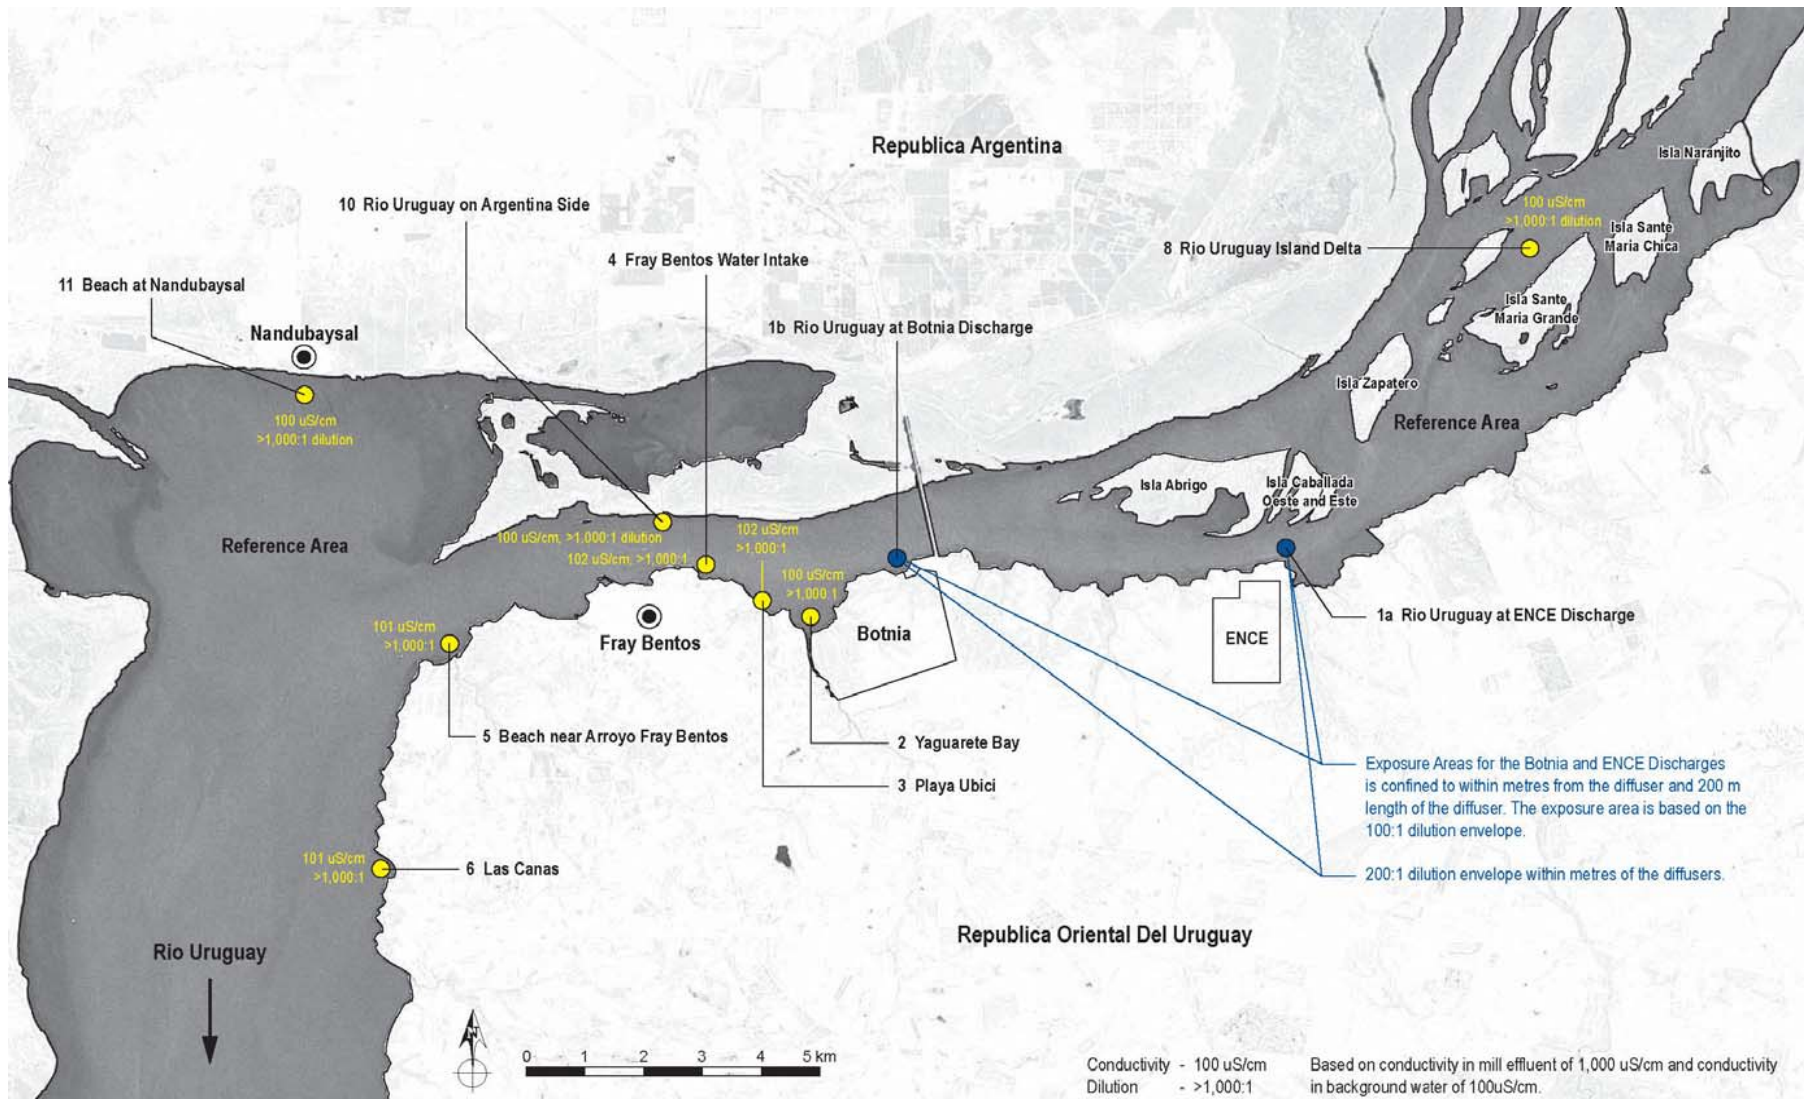 Republica Argentina
Isla Naranjito
10 Rio Uruguay on Argentina Side
100 uS/cm
>1,000:1 dilution
Isla Sante
Maria Chica
8 Rio Uruguay Island Delta
4 Fray Bentos Water Intake
11 Beach at Nandubaysal
Isla Sante
Maria Grande
1b Rio Uruguay at Botnia Discharge
Nandubaysal
Isla Zapatero
100 uS/cm
>1,000:1 dilution
Reference Area
Isla Abrigo
Isla Caballada
Oeste and Este
Reference Area
100 uS/cm, >1,000:1 dilution
102 uS/cm, >1,000:1
102 uS/cm
>1,000:1
100 uS/cm
>1,000:1
101 uS/cm
>1,000:1
Fray Bentos
Botnia
ENCE
1a Rio Uruguay at ENCE Discharge
5 Beach near Arroyo Fray Bentos
2 Yaguarete Bay
3 Playa Ubici
Exposure Areas for the Botnia and ENCE Discharges
is confined to within metres from the diffuser and 200 m
length of the diffuser. The exposure area is based on the
100:1 dilution envelope.
101 uS/cm
>1,000:1
6 Las Canas
200:1 dilution envelope within metres of the diffusers.
Rio Uruguay
Republica Oriental Del Uruguay
N
0 1 2 3 4 5 km
Conductivity - 100 uS/cm
Dilution - >1,000:1
Based on conductivity in mill effluent of 1,000 uS/cm and conductivity
in background water of 100uS/cm.